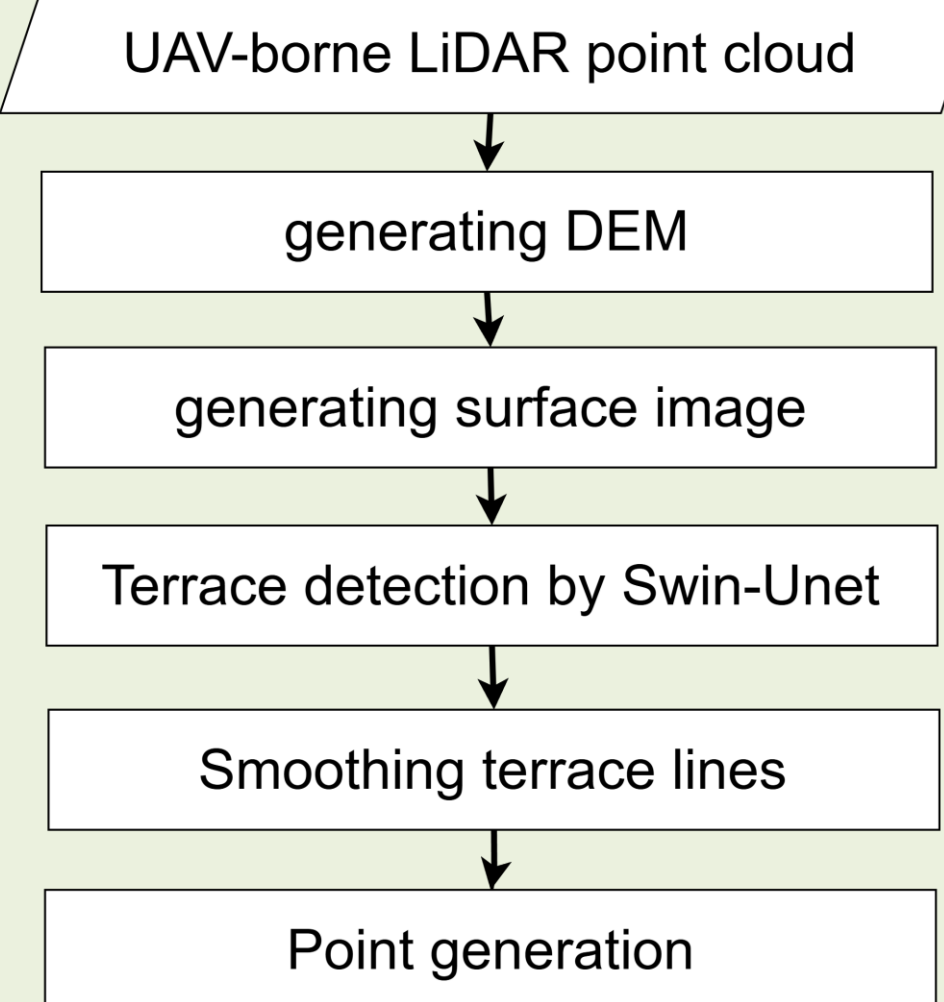 UAV-borne LiDAR point cloud
generating DEM
generating surface image
Terrace detection by Swin-Unet
Smoothing terrace lines
Point generation